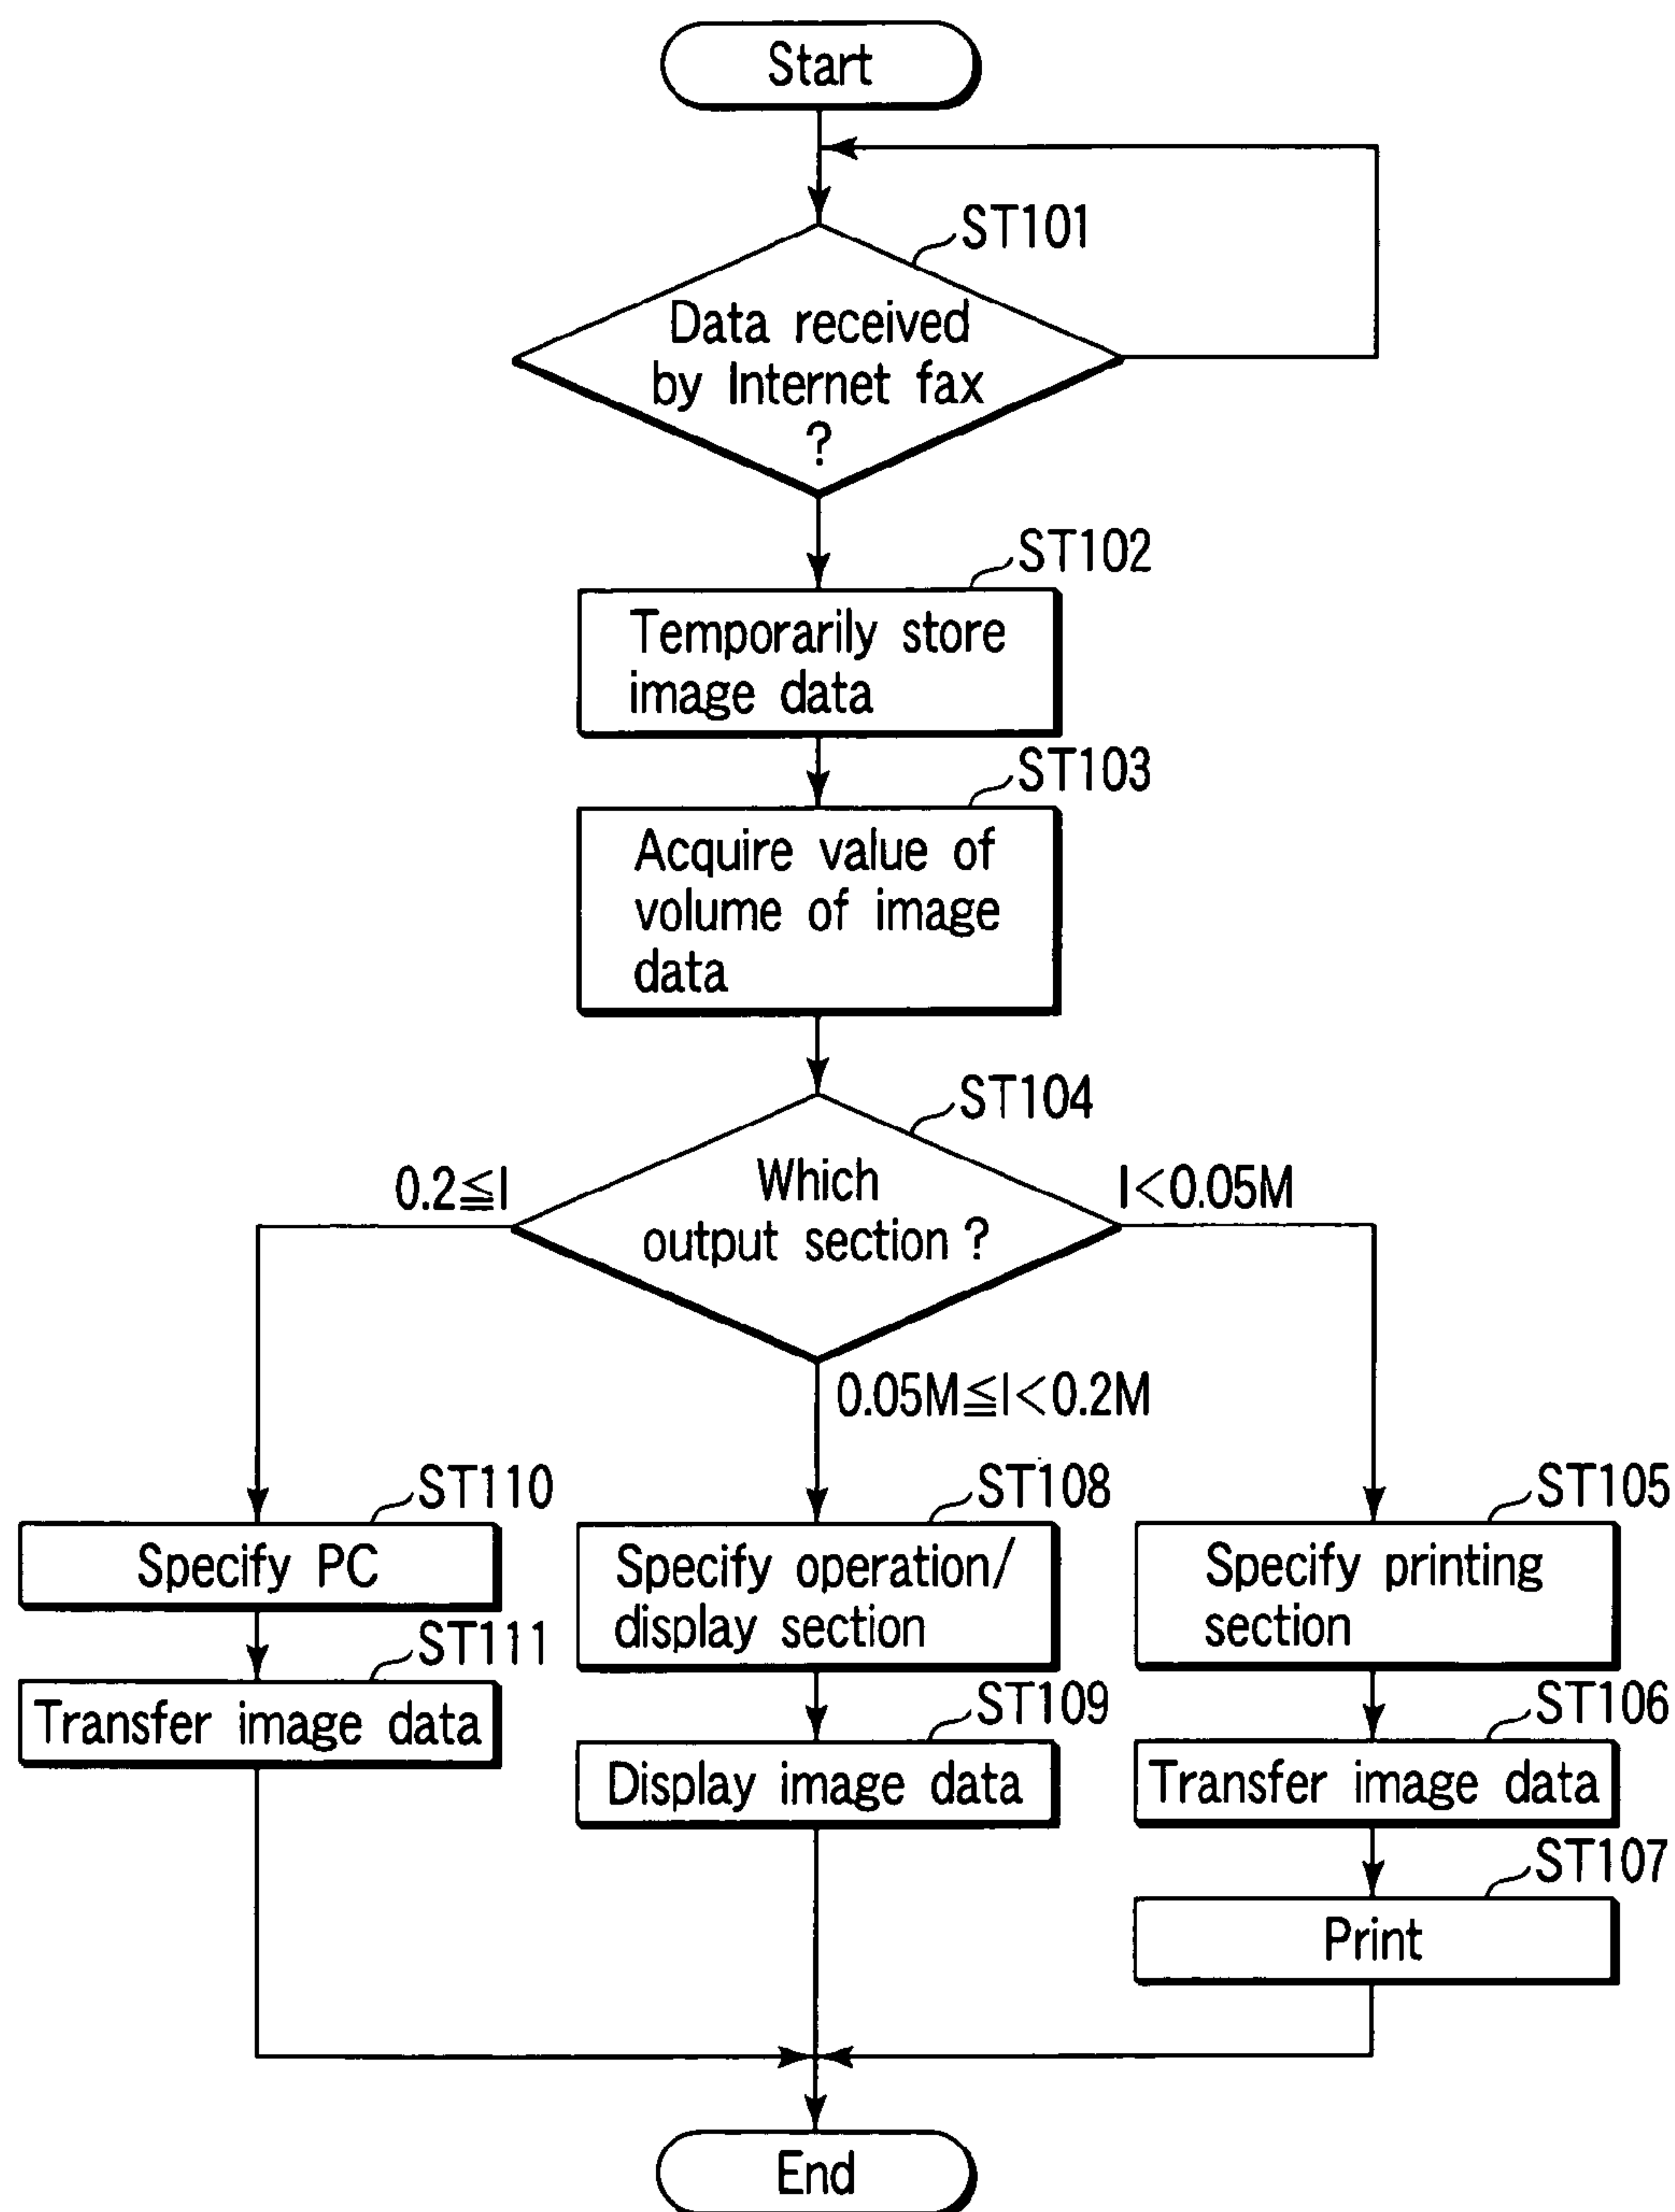 Start
ST101
Data received
by Internet fax
?
ST102
Temporarily store
image data
ST103
Acquire value of
volume of image
data
ST104
Which
output section ?
0.2≦I
I<0.05M
0.05M≦I<0.2M
ST110
Specify PC
ST111
Transfer image data
ST108
Specify operation/
display section
ST109
Display image data
ST105
Specify printing
section
ST106
Transfer image data
ST107
Print
End